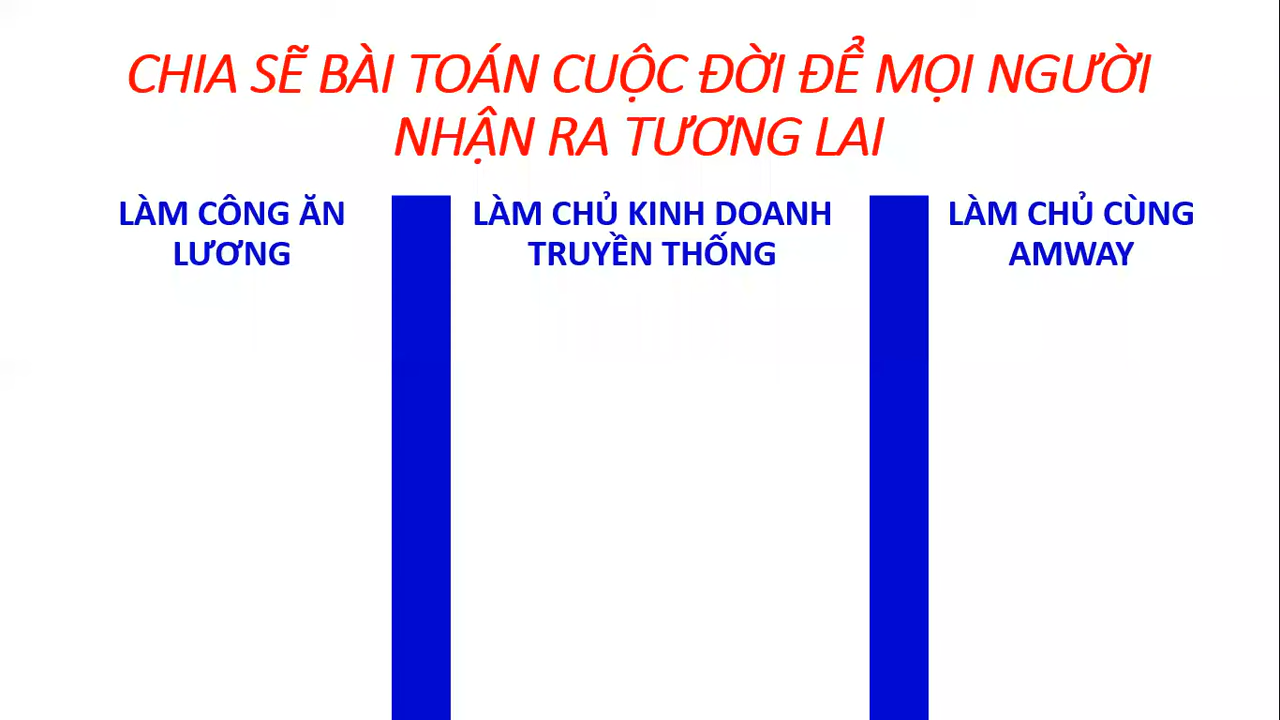 CHIA SẼ BÀI TOÁN CUỘC ĐỜI ĐỂ MỌI NGƯỜI
NHẬN RA TƯƠNG LAI
LÀM CÔNG ĂN
LƯƠNG
LÀM CHỦ KINH DOANH
TRUYỀN THỐNG
LÀM CHỦ CÙNG
AMWAY